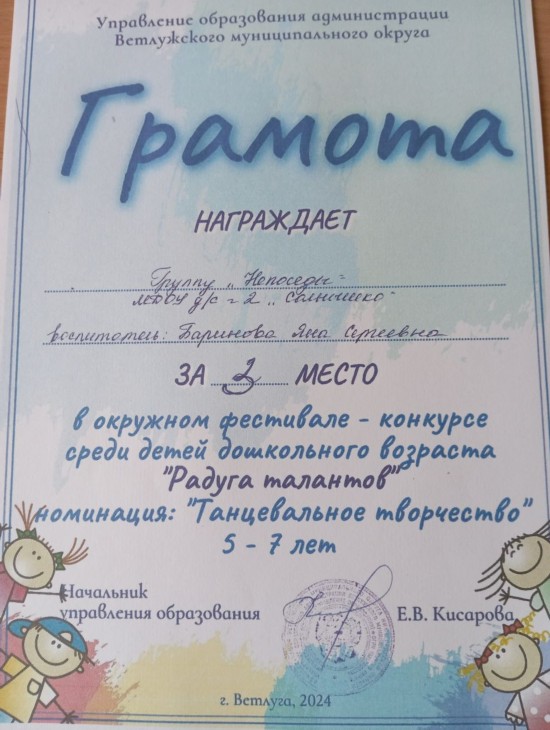 Управление образования администрации
Ветлужского муниципального округа
Грамота
НАГРАЖДАЕТ
Группу „Непоседы"
МБДОУ д/с №2 „Солнышко"
воспитатель: Баринова Яна Сергеевна
ЗА 3 МЕСТО
в окружном фестивале - конкурсе
среди детей дошкольного возраста
"Радуга талантов"
номинация: "Танцевальное творчество"
5 - 7 лет
Начальник
управления образования Е.В. Кисарова
г. Ветлуга, 2024